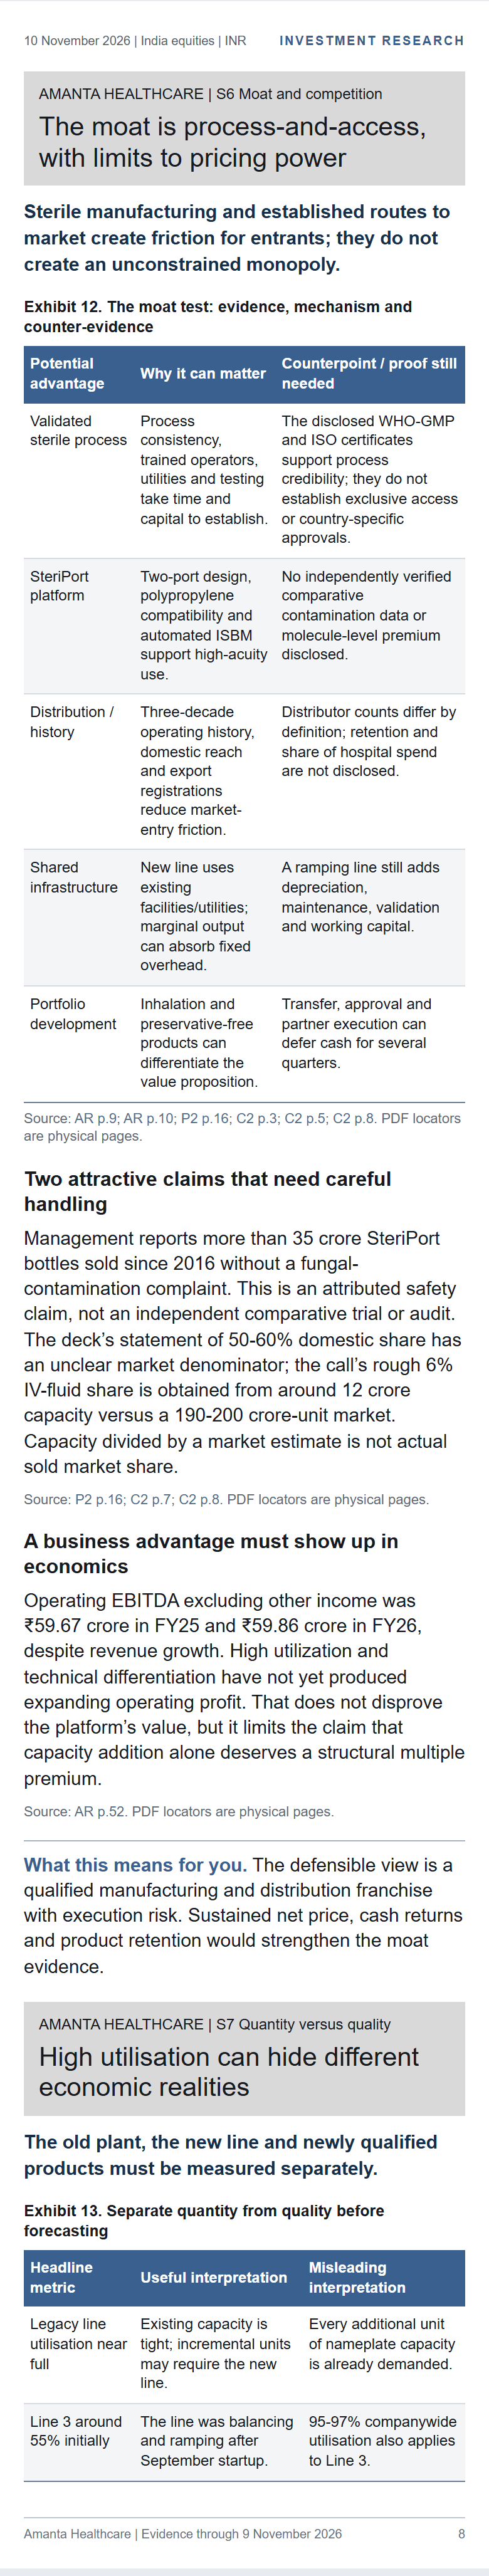 10 November 2026 | India equities | INR INVESTMENT RESEARCH
AMANTA HEALTHCARE | S6 Moat and competition
The moat is process-and-access,
with limits to pricing power
Sterile manufacturing and established routes to
market create friction for entrants; they do not
create an unconstrained monopoly.
Exhibit 12. The moat test: evidence, mechanism and
counter-evidence
Potential
advantage
Why it can matter
Counterpoint / proof still
needed
Validated
sterile process
Process
consistency,
trained operators,
utilities and testing
take time and
capital to establish.
The disclosed WHO-GMP
and ISO certificates
support process
credibility; they do not
establish exclusive access
or country-specific
approvals.
SteriPort
platform
Two-port design,
polypropylene
compatibility and
automated ISBM
support high-acuity
use.
No independently verified
comparative
contamination data or
molecule-level premium
disclosed.
Distribution /
history
Three-decade
operating history,
domestic reach
and export
registrations
reduce market-
entry friction.
Distributor counts differ by
definition; retention and
share of hospital spend
are not disclosed.
Shared
infrastructure
New line uses
existing
facilities/utilities;
marginal output
can absorb fixed
overhead.
A ramping line still adds
depreciation,
maintenance, validation
and working capital.
Portfolio
development
Inhalation and
preservative-free
products can
differentiate the
value proposition.
Transfer, approval and
partner execution can
defer cash for several
quarters.
Source: AR p.9; AR p.10; P2 p.16; C2 p.3; C2 p.5; C2 p.8. PDF locators
are physical pages.
Two attractive claims that need careful
handling
Management reports more than 35 crore SteriPort
bottles sold since 2016 without a fungal-
contamination complaint. This is an attributed safety
claim, not an independent comparative trial or audit.
The deck’s statement of 50-60% domestic share has
an unclear market denominator; the call’s rough 6%
IV-fluid share is obtained from around 12 crore
capacity versus a 190-200 crore-unit market.
Capacity divided by a market estimate is not actual
sold market share.
Source: P2 p.16; C2 p.7; C2 p.8. PDF locators are physical pages.
A business advantage must show up in
economics
Operating EBITDA excluding other income was
₹59.67 crore in FY25 and ₹59.86 crore in FY26,
despite revenue growth. High utilization and
technical differentiation have not yet produced
expanding operating profit. That does not disprove
the platform’s value, but it limits the claim that
capacity addition alone deserves a structural multiple
premium.
Source: AR p.52. PDF locators are physical pages.
What this means for you. The defensible view is a
qualified manufacturing and distribution franchise
with execution risk. Sustained net price, cash returns
and product retention would strengthen the moat
evidence.
AMANTA HEALTHCARE | S7 Quantity versus quality
High utilisation can hide different
economic realities
The old plant, the new line and newly qualified
products must be measured separately.
Exhibit 13. Separate quantity from quality before
forecasting
Headline
metric
Useful interpretation
Misleading
interpretation
Legacy line
utilisation near
full
Existing capacity is
tight; incremental units
may require the new
line.
Every additional unit
of nameplate capacity
is already demanded.
Line 3 around
55% initially
The line was balancing
and ramping after
September startup.
95-97% companywide
utilisation also applies
to Line 3.
Amanta Healthcare | Evidence through 9 November 2026 8